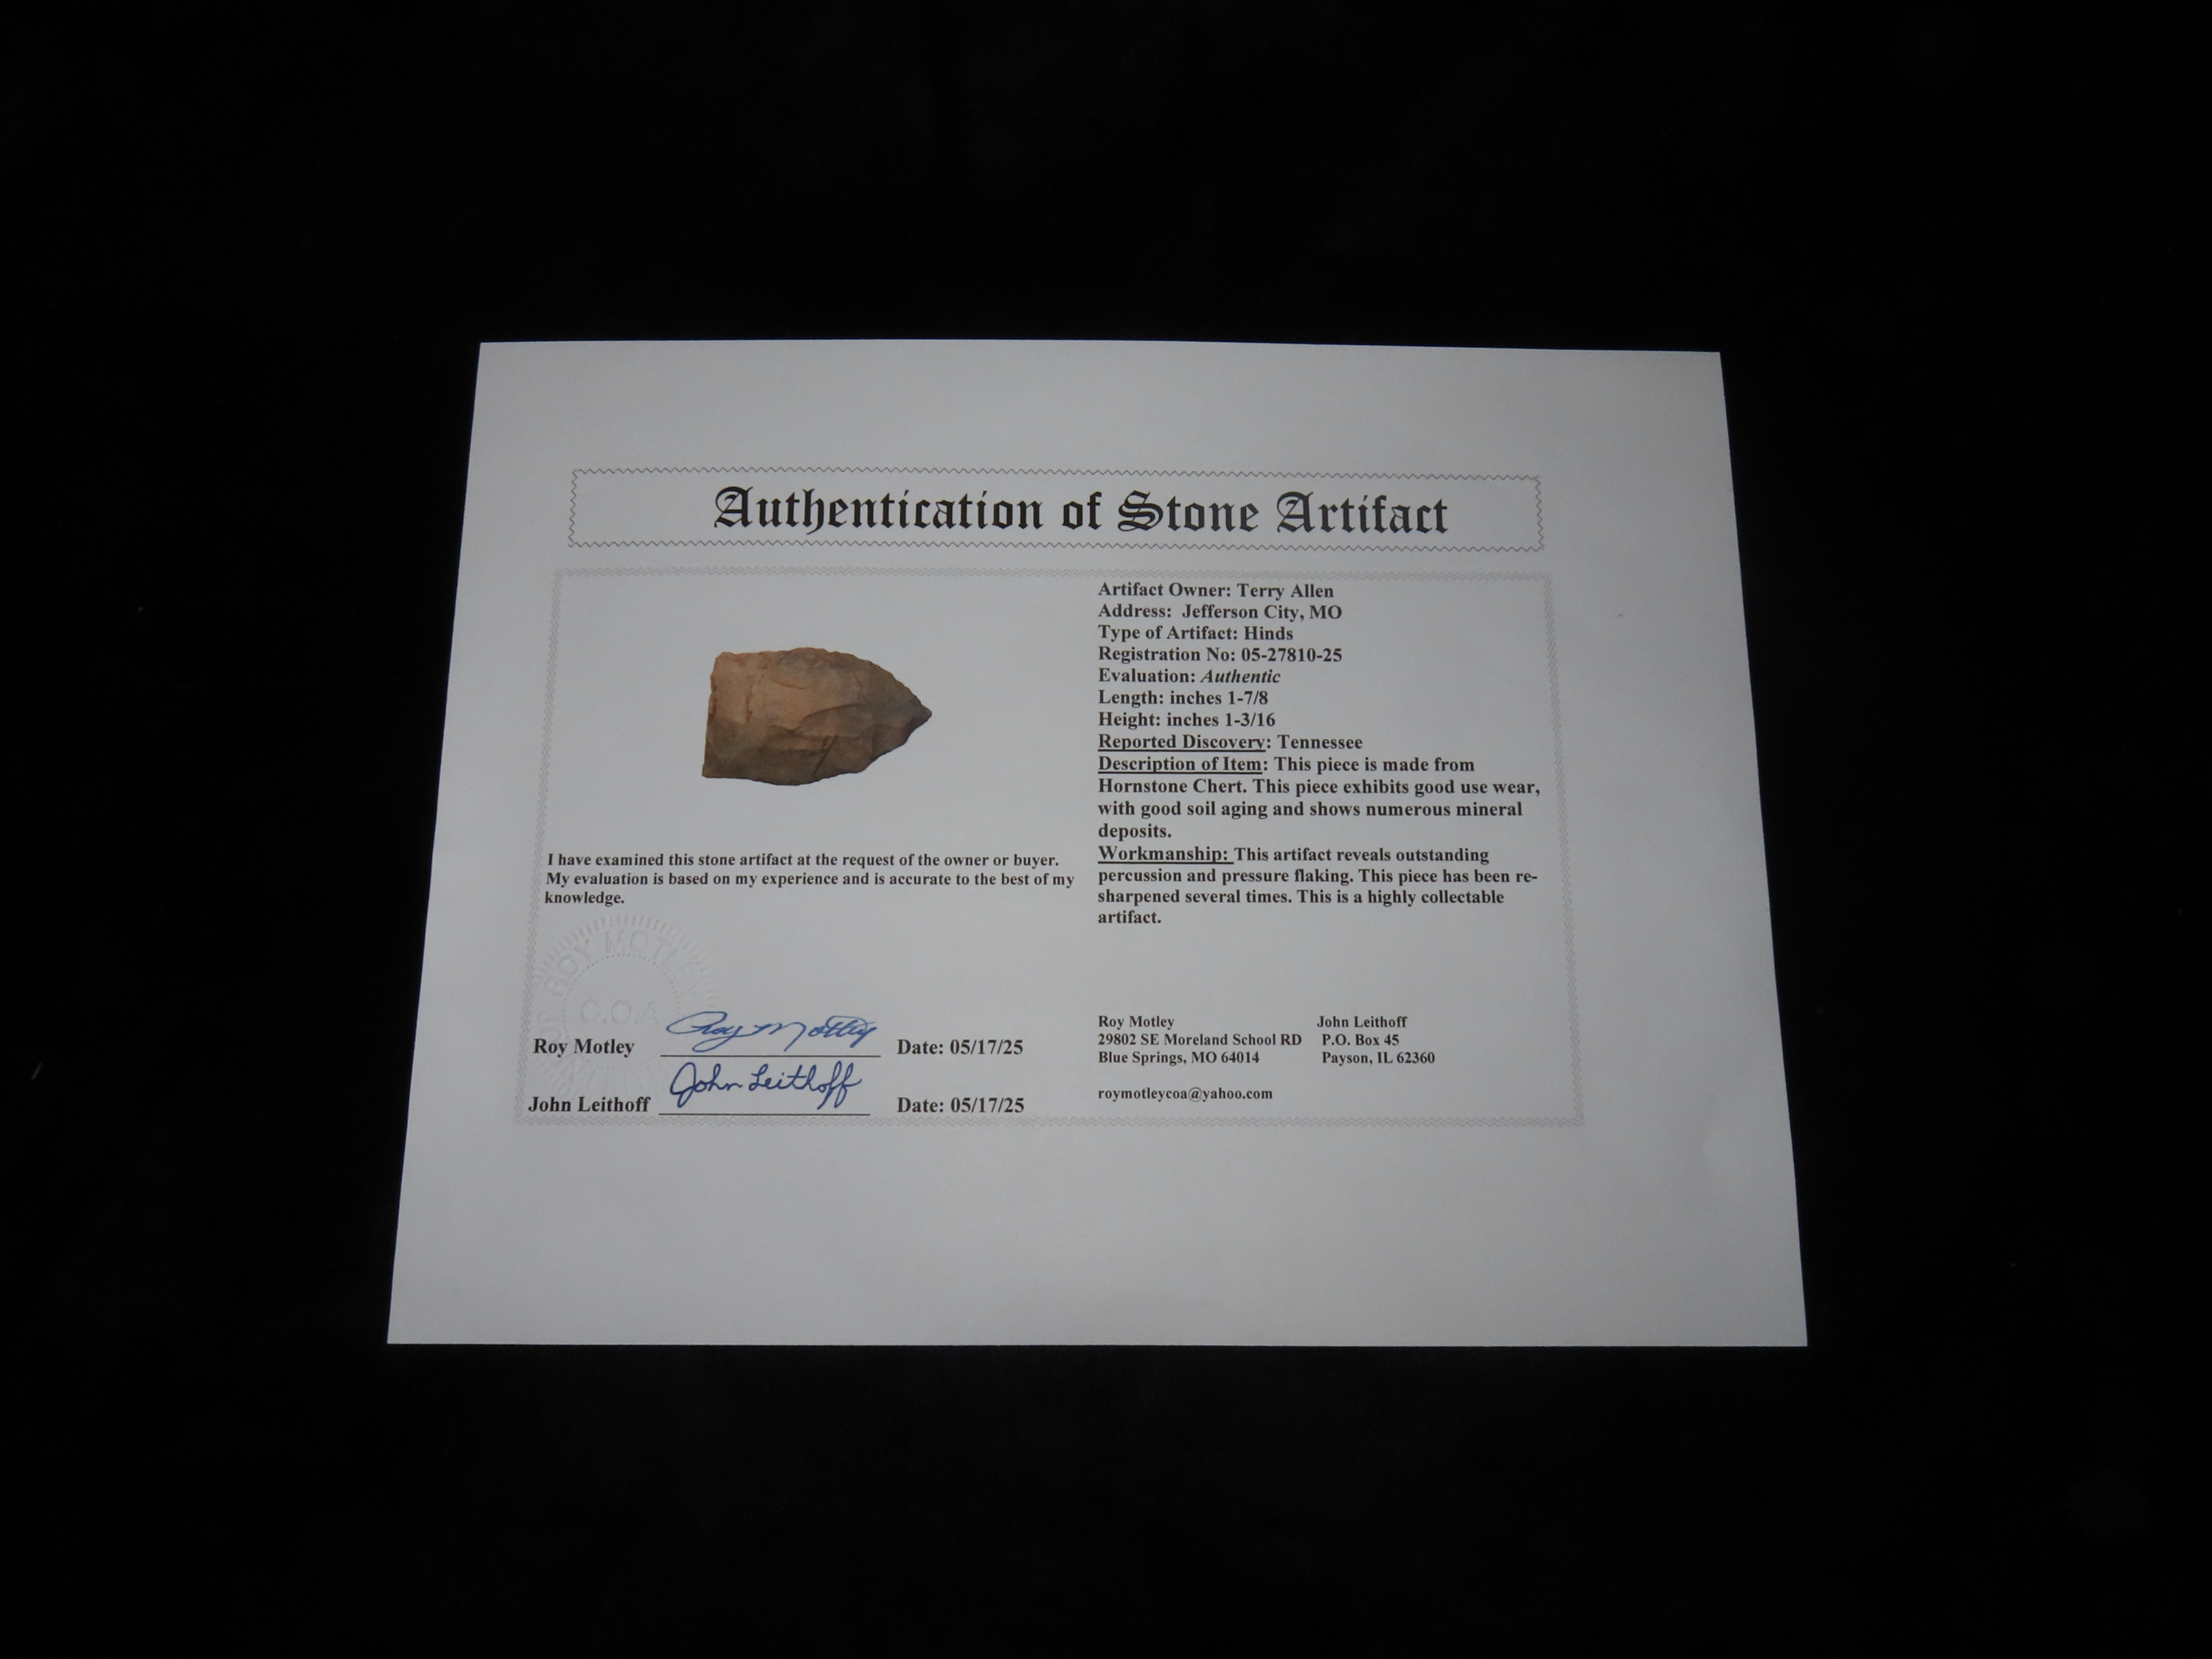 Authentication of Stone Artifact
Artifact Owner: Terry Allen
Address: Jefferson City, MO
Type of Artifact: Hinds
Registration No: 05-27810-25
Evaluation: Authentic
Length: inches 1-7/8
Height: inches 1-3/16
Reported Discovery: Tennessee
Description of Item: This piece is made from
Hornstone Chert. This piece exhibits good use wear,
with good soil aging and shows numerous mineral
deposits.
Workmanship: This artifact reveals outstanding
percussion and pressure flaking. This piece has been re-
sharpened several times. This is a highly collectable
artifact.
I have examined this stone artifact at the request of the owner or buyer.
My evaluation is based on my experience and is accurate to the best of my
knowledge.
ROY MOTLEY
C.O.A
Roy Motley Roy Motley Date: 05/17/25
John Leithoff John Leithoff Date: 05/17/25
Roy Motley John Leithoff
29802 SE Moreland School RD P.O. Box 45
Blue Springs, MO 64014 Payson, IL 62360
roymotleycoa@yahoo.com